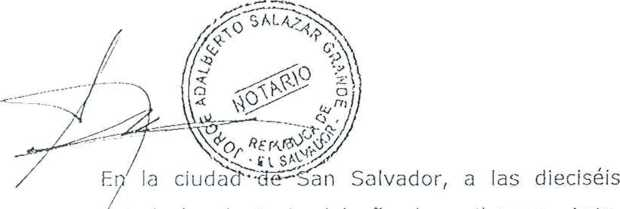 JORGE ADALBERTO SALAZAR GRANDE
NOTARIO
REPUBLICA DE
EL SALVADOR
En la ciudad de San Salvador, a las dieciséis